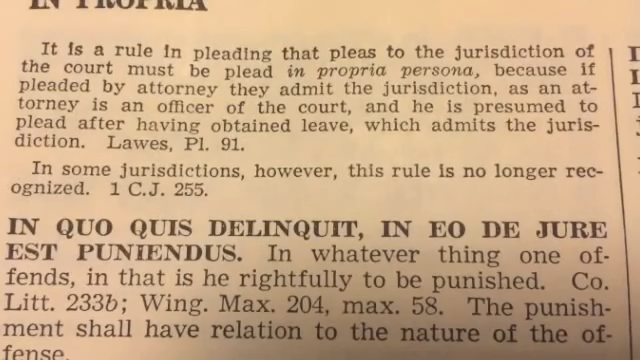 IN PROPRIA
It is a rule in pleading that pleas to the jurisdiction of
the court must be plead in propria persona, because if
pleaded by attorney they admit the jurisdiction, as an at-
torney is an officer of the court, and he is presumed to
plead after having obtained leave, which admits the juris-
diction. Lawes, Pl. 91.
In some jurisdictions, however, this rule is no longer rec-
ognized. 1 C.J. 255.
IN QUO QUIS DELINQUIT, IN EO DE JURE
EST PUNIENDUS. In whatever thing one of-
fends, in that is he rightfully to be punished. Co.
Litt. 233b; Wing. Max. 204, max. 58. The punish-
ment shall have relation to the nature of the of-
fense.